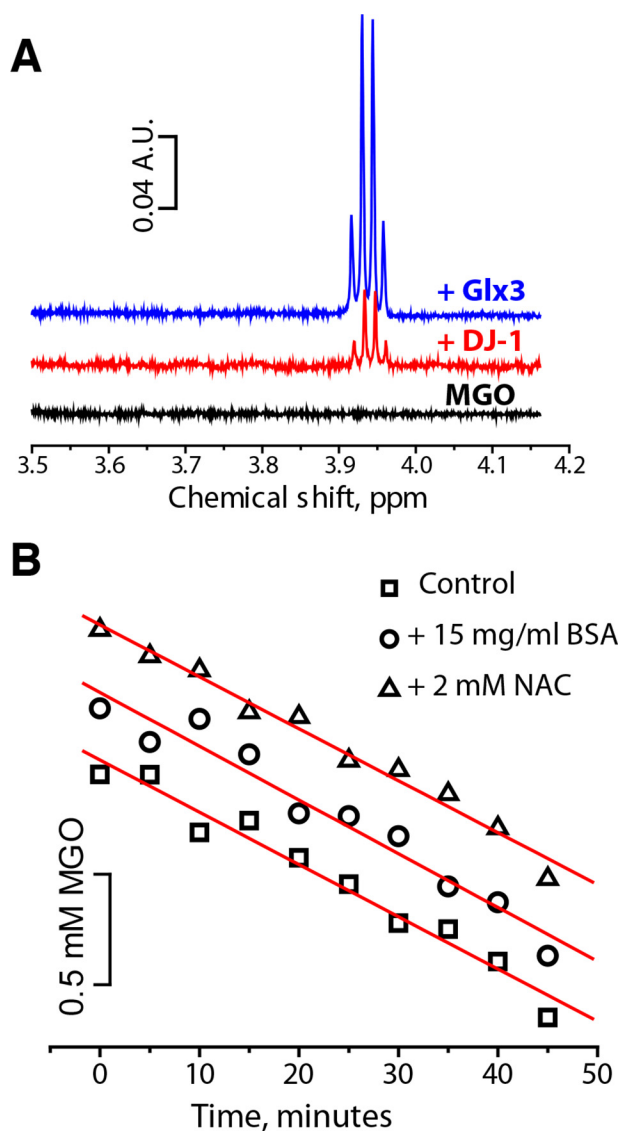 A
0.04 A.U.
+ Glx3
+ DJ-1
MGO
3.5 3.6 3.7 3.8 3.9 4.0 4.1 4.2
Chemical shift, ppm
B
Control
+ 15 mg/ml BSA
+ 2 mM NAC
0.5 mM MGO
0 10 20 30 40 50
Time, minutes